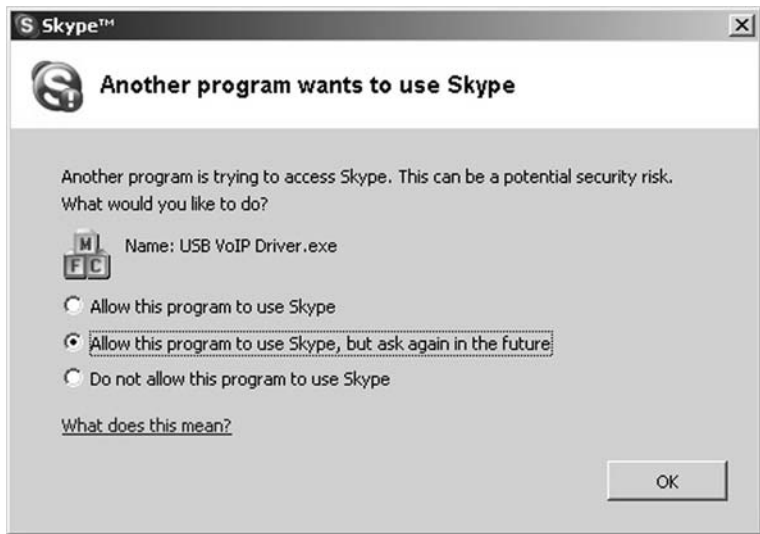 Skype™
Another program wants to use Skype
Another program is trying to access Skype. This can be a potential security risk.
What would you like to do?
MFC
Name: USB VoIP Driver.exe
Allow this program to use Skype
Allow this program to use Skype, but ask again in the future
Do not allow this program to use Skype
What does this mean?
OK